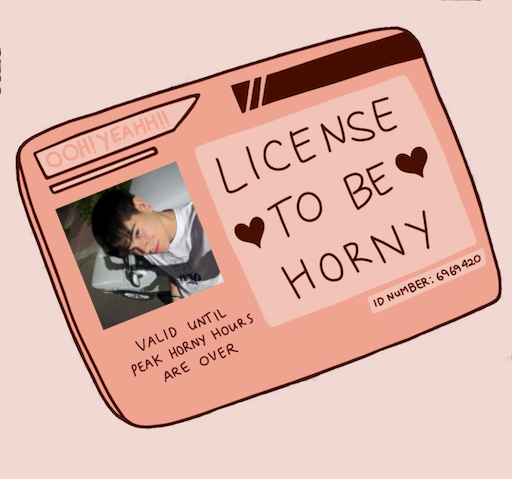 OOH! YEAHH!!
LICENSE
TO BE
HORNY
ID NUMBER: 6969420
VALID UNTIL
PEAK HORNY HOURS
ARE OVER